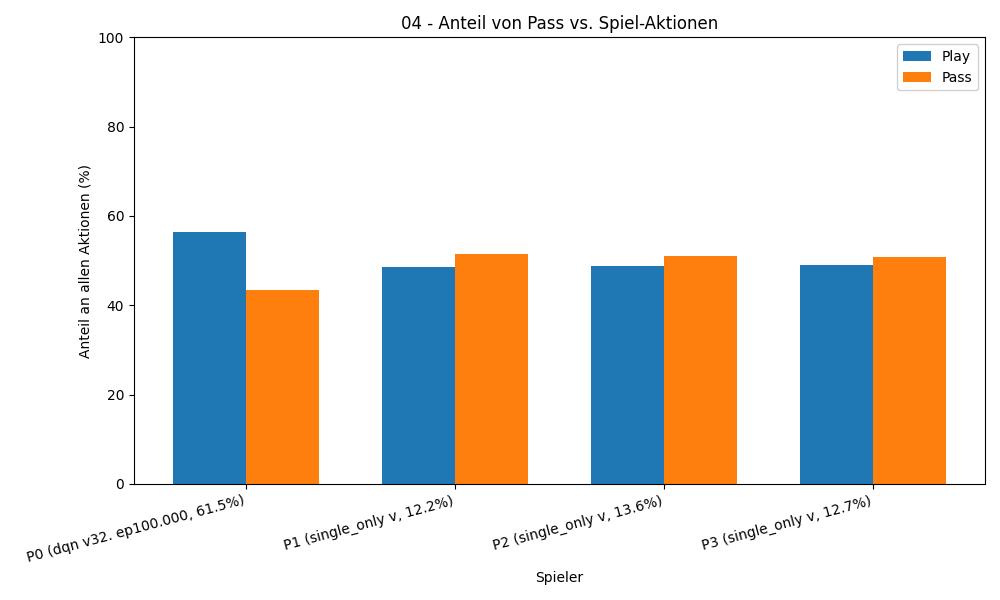 04 - Anteil von Pass vs. Spiel-Aktionen
Play
Pass
Anteil an allen Aktionen (%)
100
80
60
40
20
0
P0 (dqn v32. ep100.000, 61.5%)
P1 (single_only v, 12.2%)
P2 (single_only v, 13.6%)
P3 (single_only v, 12.7%)
Spieler